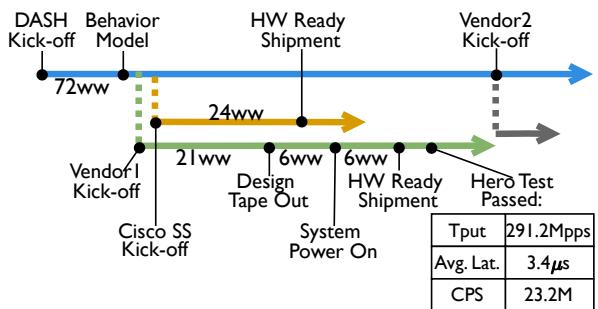 DASH
Kick-off
Behavior
Model
HW Ready
Shipment
Vendor2
Kick-off
72ww
24ww
21ww
6ww
6ww
Vendor1
Kick-off
Design
Tape Out
HW Ready
Shipment
Hero Test
Passed:
Cisco SS
Kick-off
System
Power On
Tput 291.2Mpps
Avg. Lat. 3.4μs
CPS 23.2M